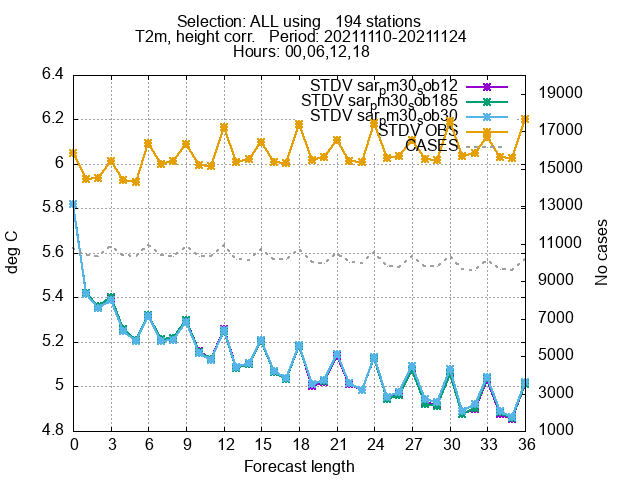 Selection: ALL using 194 stations
T2m, height corr. Period: 20211110-20211124
Hours: 00,06,12,18
STDV sar_pm30_sob12
STDV sar_pm30_sob185
STDV sar_pm30_sob30
STDV OBS
CASES
6.4
6.2
6
5.8
5.6
5.4
5.2
5
4.8
deg C
19000
17000
15000
13000
11000
9000
7000
5000
3000
1000
No cases
0 3 6 9 12 15 18 21 24 27 30 33 36
Forecast length